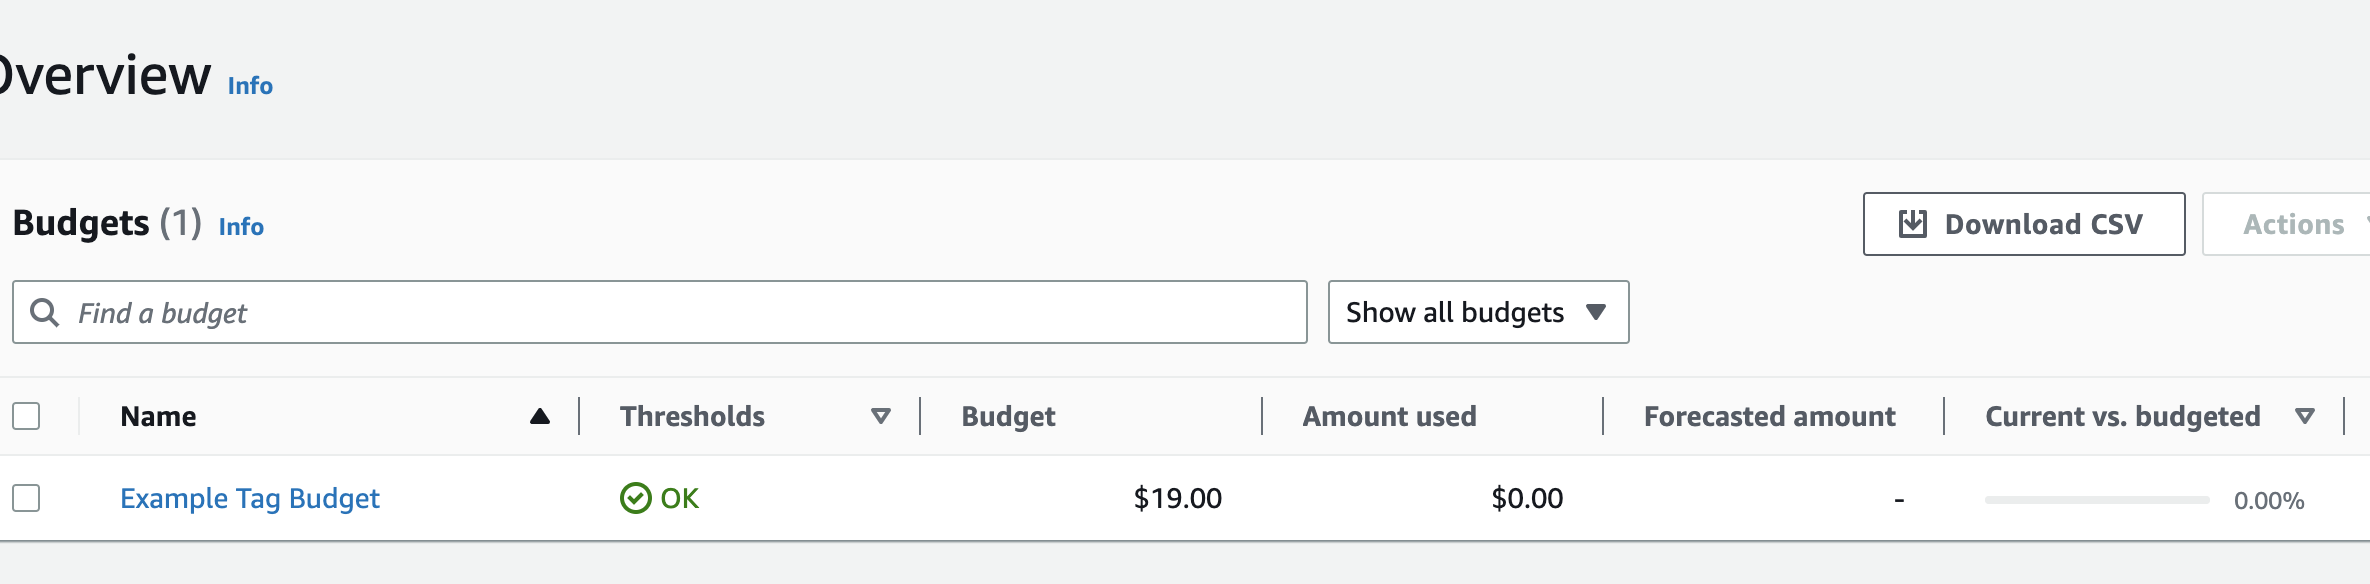 Overview Info
Budgets (1) Info
Download CSV
Actions
Find a budget
Show all budgets
Name Thresholds Budget Amount used Forecasted amount Current vs. budgeted
Example Tag Budget OK $19.00 $0.00 - 0.00%